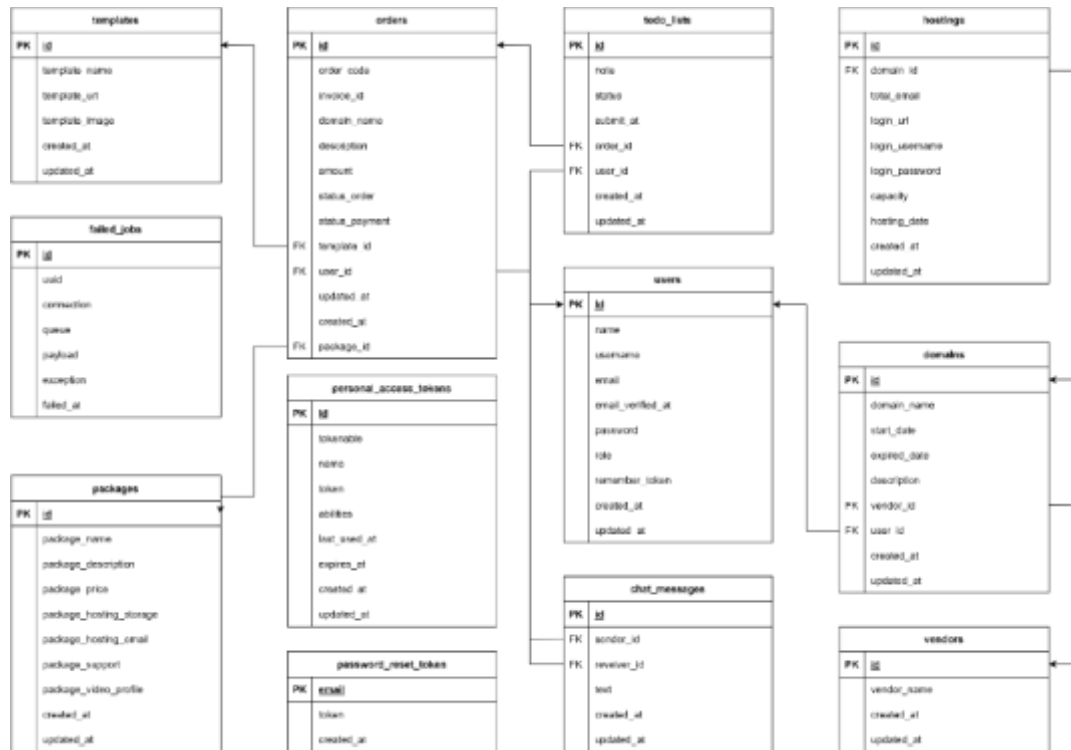 templates
PK id
template_name
template_url
template_image
created_at
updated_at
failed_jobs
PK id
uuid
connection
queue
payload
exception
failed_at
packages
PK id
package_name
package_description
package_price
package_hosting_storage
package_hosting_email
package_support
package_video_profile
created_at
updated_at
orders
PK id
order_code
invoice_id
domain_name
description
amount
status_order
status_payment
FK template_id
FK user_id
updated_at
created_at
FK package_id
personal_access_tokens
PK id
tokenable
name
token
abilities
last_used_at
expires_at
created_at
updated_at
password_reset_token
PK email
token
created_at
todo_lists
PK id
note
status
submit_at
FK order_id
FK user_id
created_at
updated_at
users
PK id
name
username
email
email_verified_at
password
role
remember_token
created_at
updated_at
chat_messages
PK id
FK sender_id
FK
text
created_at
updated_at
hostings
PK id
FK domain_id
total_email
login_url
login_username
login_password
capacity
hosting_date
created_at
updated_at
domains
PK id
domain_name
start_date
expired_date
description
FK vendor_id
FK user_id
created_at
updated_at
vendors
PK id
vendor_name
created_at
updated_at